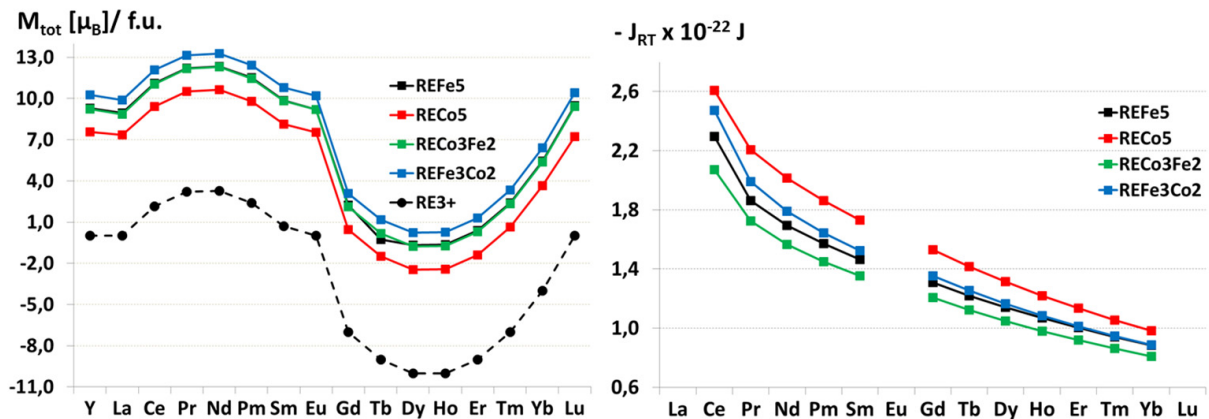 M_tot [μ_B]/ f.u.
13,0
10,0
7,0
4,0
1,0
-2,0
-5,0
-8,0
-11,0
REFe5
RECo5
RECo3Fe2
REFe3Co2
RE3+
Y La Ce Pr Nd Pm Sm Eu Gd Tb Dy Ho Er Tm Yb Lu
- J_RT x 10^-22 J
2,6
2,2
1,8
1,4
1,0
0,6
REFe5
RECo5
RECo3Fe2
REFe3Co2
La Ce Pr Nd Pm Sm Eu Gd Tb Dy Ho Er Tm Yb Lu